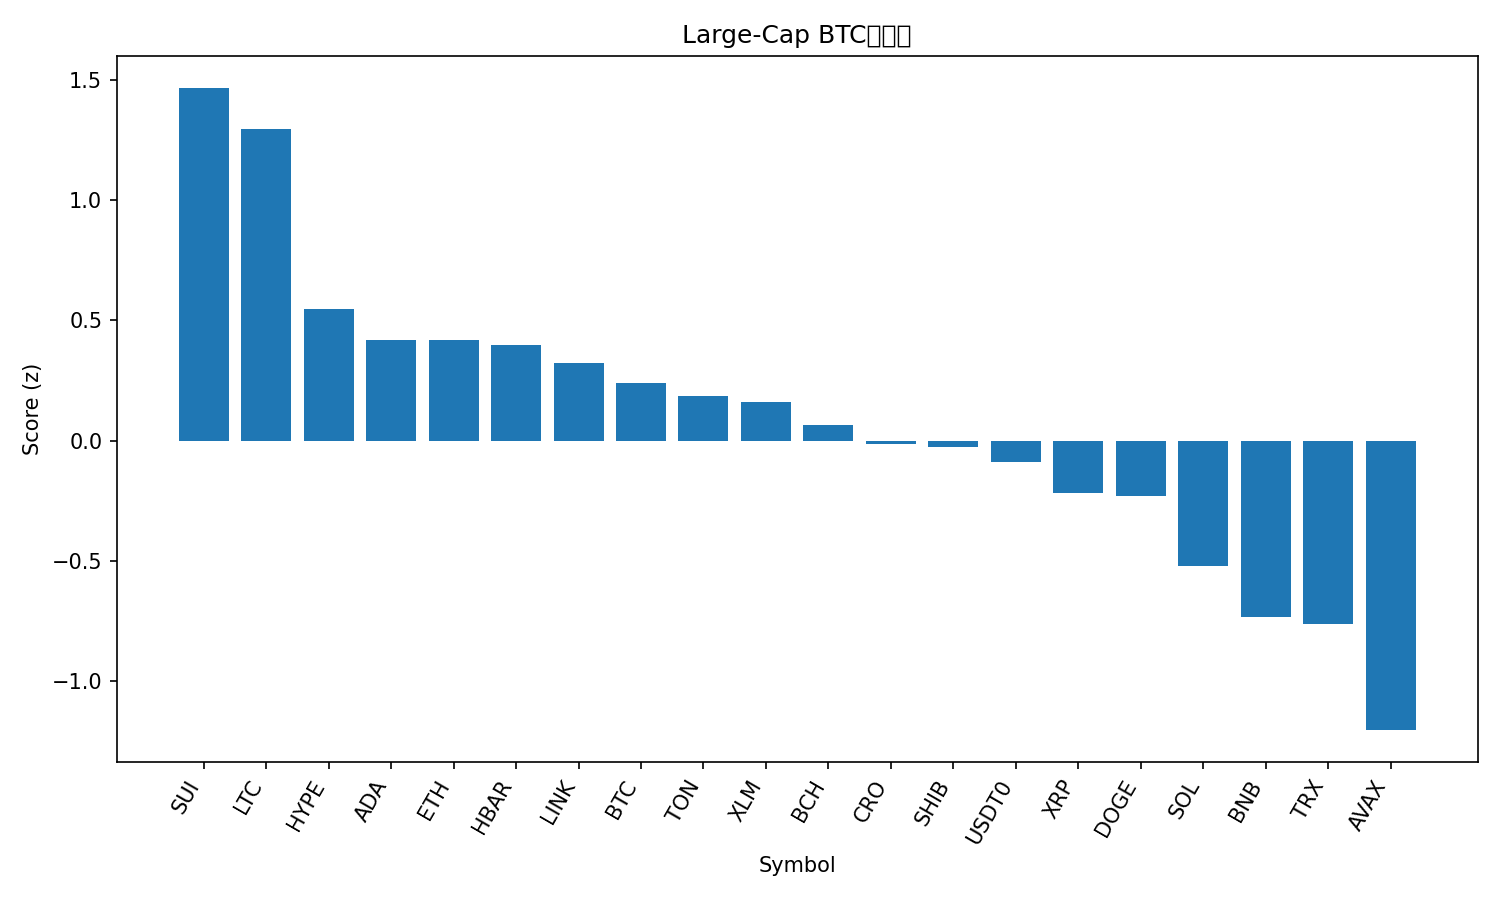 Large-Cap BTC
1.5
1.0
0.5
0.0
−0.5
−1.0
Score (z)
SUI
LTC
HYPE
ADA
ETH
HBAR
LINK
BTC
TON
XLM
BCH
CRO
SHIB
USDT0
XRP
DOGE
SOL
BNB
TRX
AVAX
Symbol